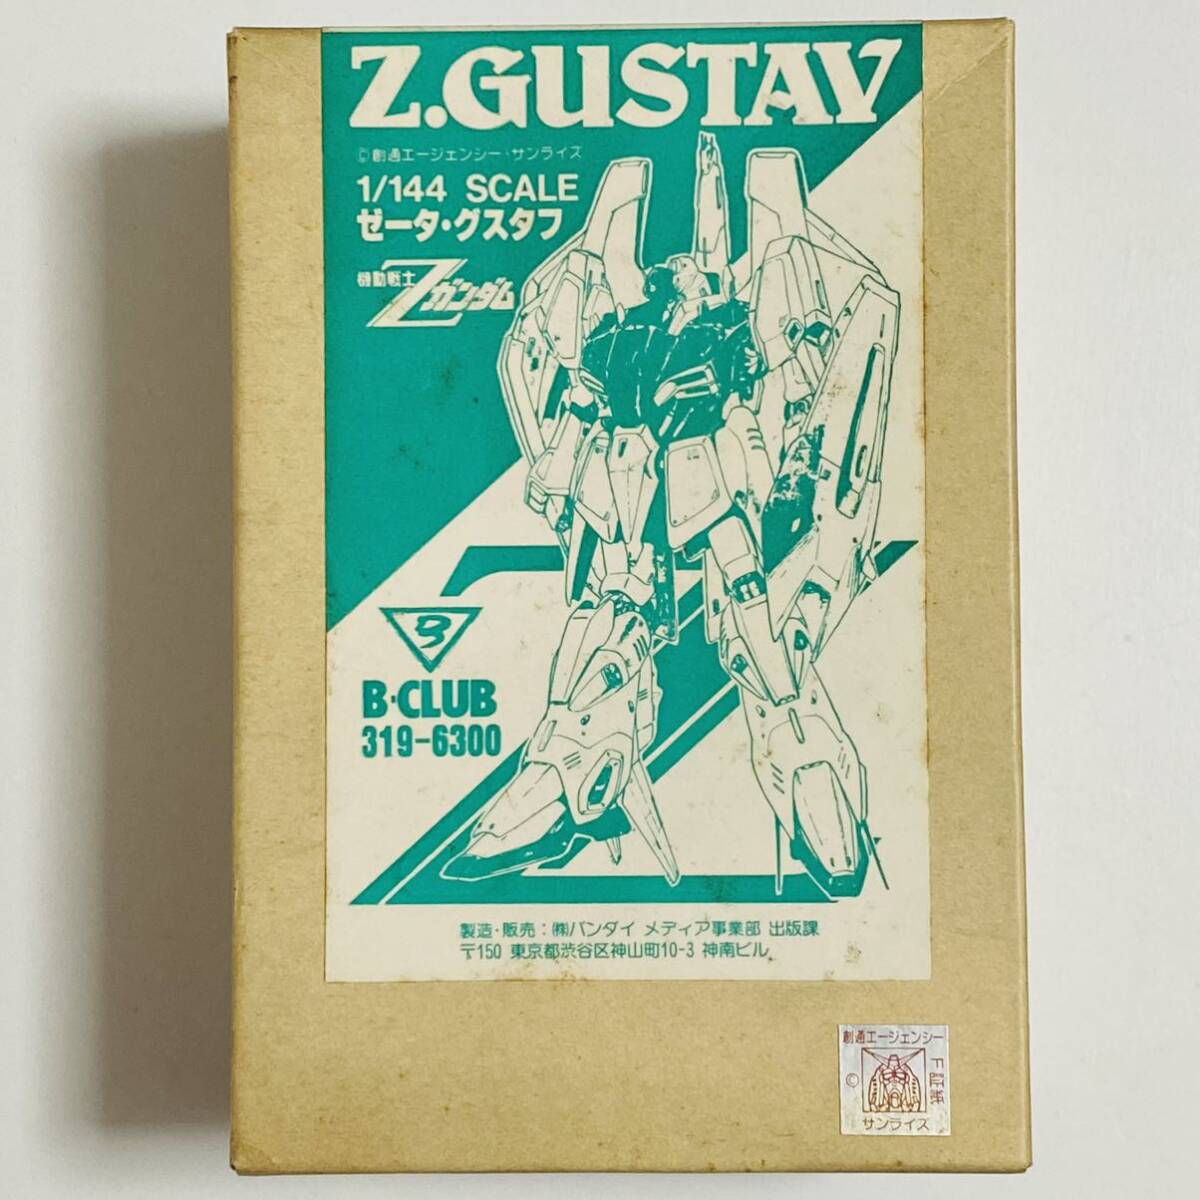 Z.GUSTAV
©創通エージェンシー・サンライズ
1/144 SCALE
ゼータ・グスタフ
機動戦士
Zガンダム
B
B·CLUB
319-6300
製造・販売：㈱バンダイ メディア事業部 出版課
〒150 東京都渋谷区神山町10-3 神南ビル
創通エージェンシー
©
サンライズ